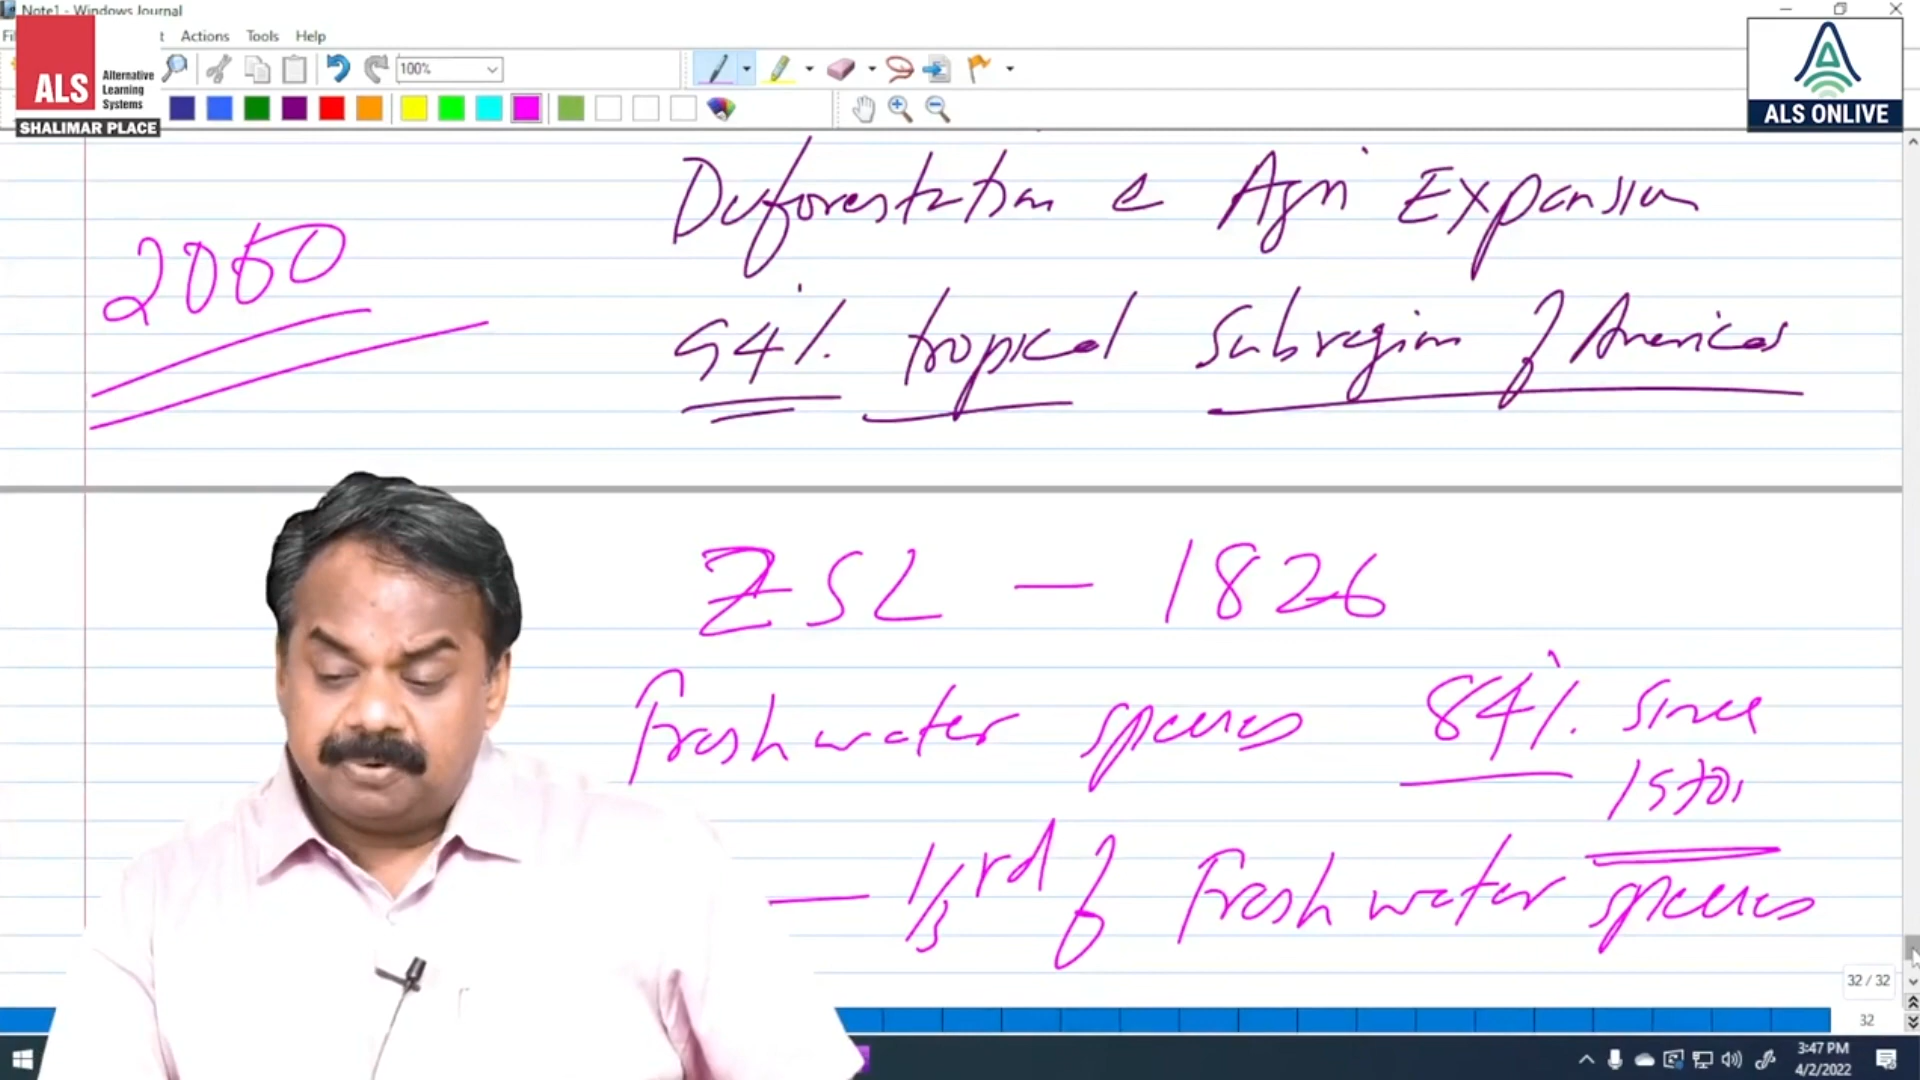 Note1 - Windows Journal
Actions Tools Help
ALS Alternative Learning Systems
SHALIMAR PLACE
100%
ALS ONLIVE
Deforestation & Agri Expansion
2050
94% tropical Subregion of Americas
ZSL - 1826
Freshwater species 84% since
1970,
- 1/3rd of Freshwater species
32 / 32
32
3:47 PM
4/2/2022